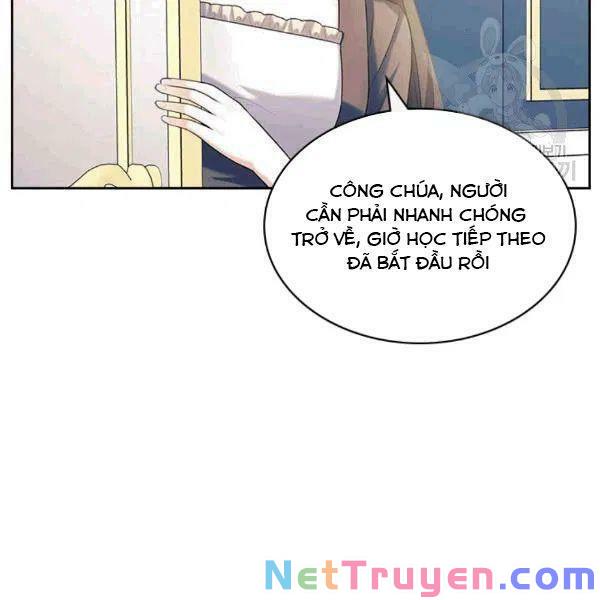 CÔNG CHÚA, NGƯỜI
CẦN PHẢI NHANH CHÓNG
TRỞ VỀ, GIỜ HỌC TIẾP THEO
ĐÃ BẮT ĐẦU RỒI
NetTruyen.com